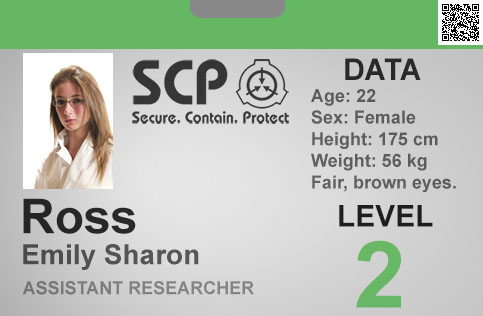 SCP
Secure. Contain. Protect
DATA
Age: 22
Sex: Female
Height: 175 cm
Weight: 56 kg
Fair, brown eyes.
Ross
Emily Sharon
ASSISTANT RESEARCHER
LEVEL
2